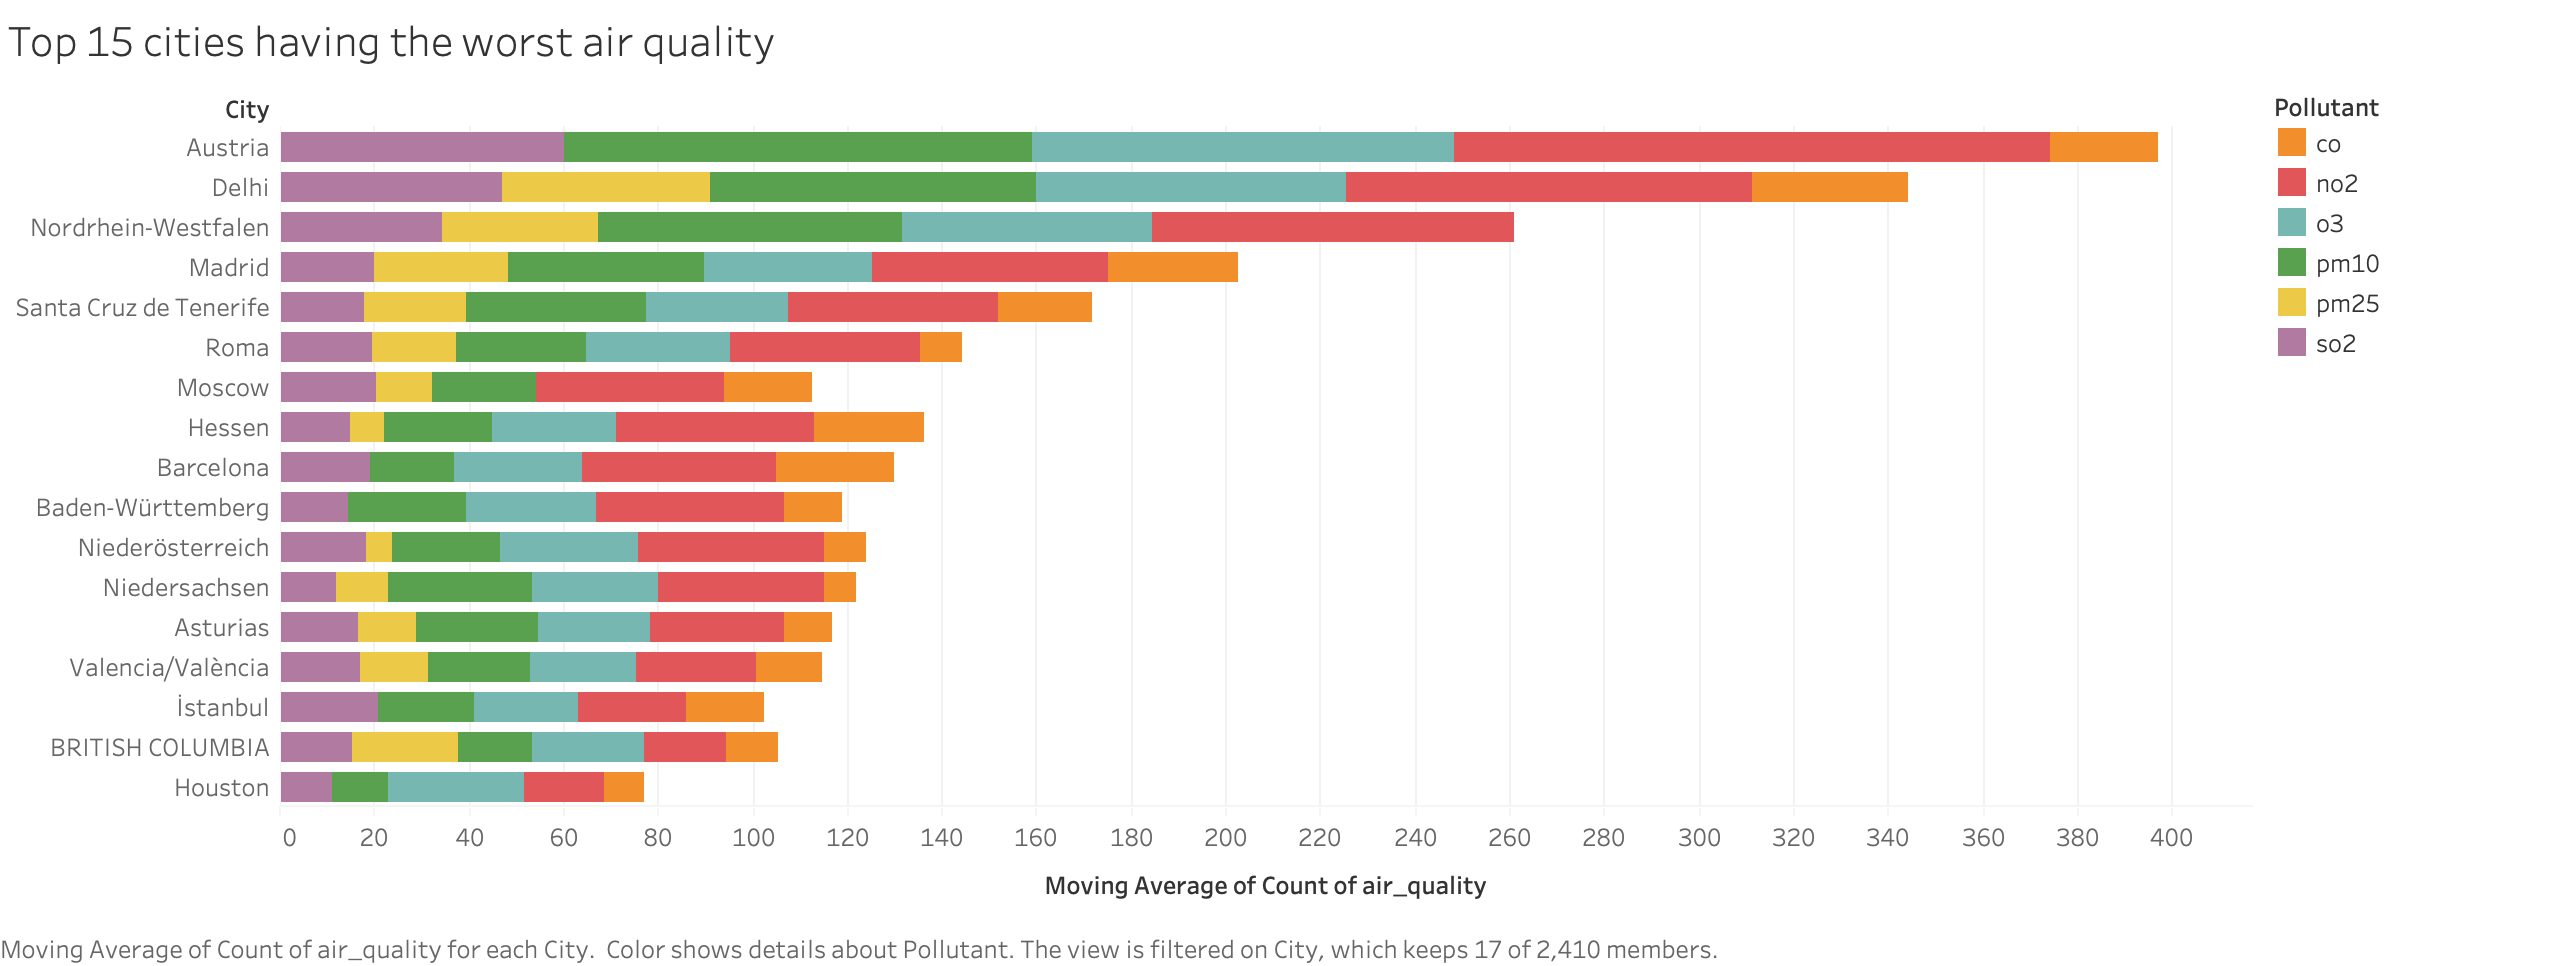 Top 15 cities having the worst air quality
City
Austria
Delhi
Nordrhein-Westfalen
Madrid
Santa Cruz de Tenerife
Roma
Moscow
Hessen
Barcelona
Baden-Württemberg
Niederösterreich
Niedersachsen
Asturias
Valencia/València
İstanbul
BRITISH COLUMBIA
Houston
0 20 40 60 80 100 120 140 160 180 200 220 240 260 280 300 320 340 360 380 400
Moving Average of Count of air_quality
Pollutant
co
no2
o3
pm10
pm25
so2
Moving Average of Count of air_quality for each City.  Color shows details about Pollutant. The view is filtered on City, which keeps 17 of 2,410 members.